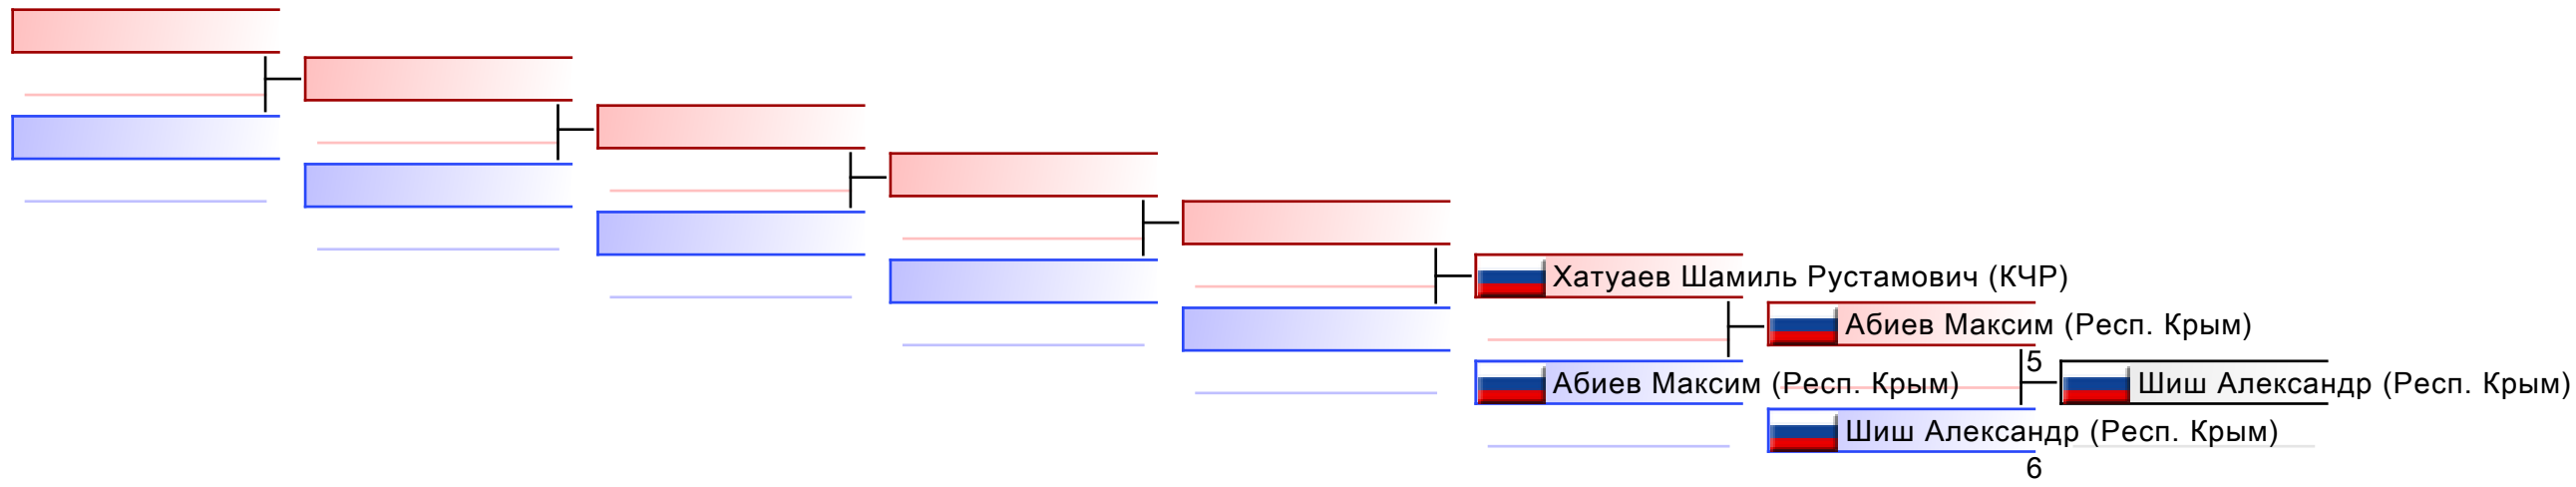 Хатуаев Шамиль Рустамович (КЧР)
Абиев Максим (Респ. Крым)
5
Абиев Максим (Респ. Крым)
Шиш Александр (Респ. Крым)
Шиш Александр (Респ. Крым)
6